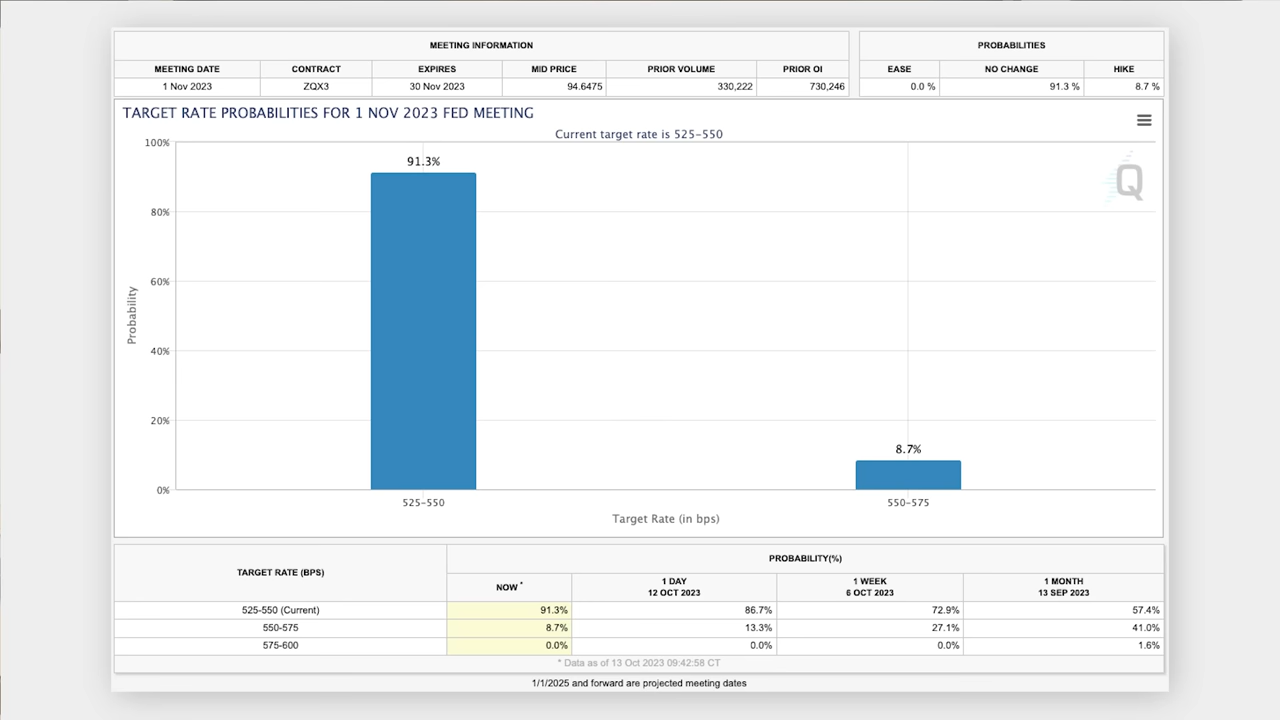 MEETING INFORMATION
PROBABILITIES
MEETING DATE CONTRACT EXPIRES MID PRICE PRIOR VOLUME PRIOR OI EASE NO CHANGE HIKE
1 Nov 2023 ZQX3 30 Nov 2023 94.6475 330,222 730,246 0.0 % 91.3 % 8.7 %
TARGET RATE PROBABILITIES FOR 1 NOV 2023 FED MEETING
Current target rate is 525–550
100%
91.3%
Q
80%
60%
Probability
40%
20%
8.7%
0%
525–550 550–575
Target Rate (in bps)
TARGET RATE (BPS) PROBABILITY(%)
NOW * 1 DAY 1 WEEK 1 MONTH
12 OCT 2023 6 OCT 2023 13 SEP 2023
525-550 (Current) 91.3% 86.7% 72.9% 57.4%
550-575 8.7% 13.3% 27.1% 41.0%
575-600 0.0% 0.0% 0.0% 1.6%
* Data as of 13 Oct 2023 09:42:58 CT
1/1/2025 and forward are projected meeting dates